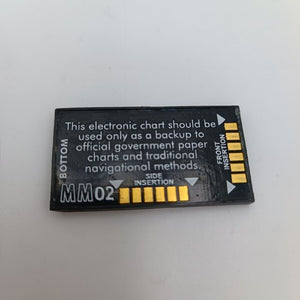 This electronic chart should be
used only as a backup to
official government paper
charts and traditional
navigational methods.
BOTTOM
MM02
SIDE
INSERTION
FRONT
INSERTION